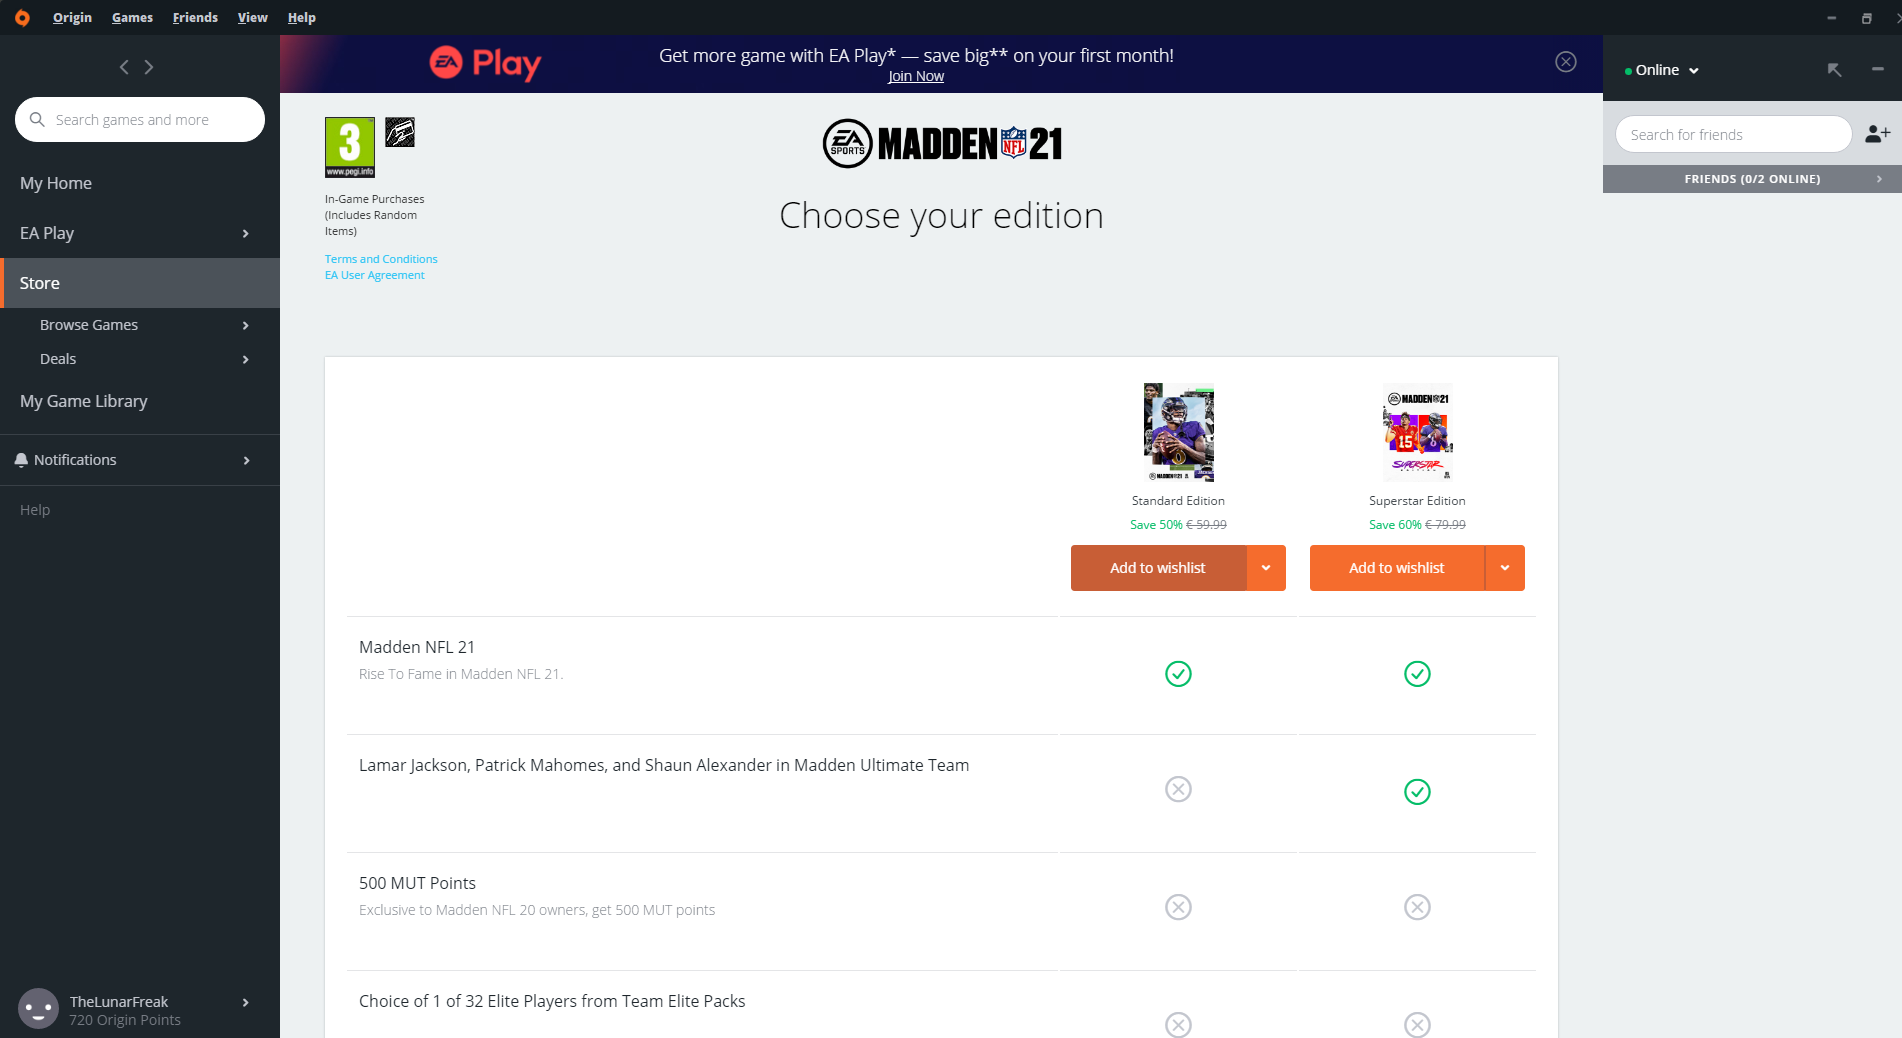 Origin Games Friends View Help
Search games and more
My Home
EA Play
Store
Browse Games
Deals
My Game Library
Notifications
Help
TheLunarFreak
720 Origin Points
EA Play
Get more game with EA Play* — save big** on your first month!
Join Now
3
www.pegi.info
In-Game Purchases
(Includes Random
Items)
Terms and Conditions
EA User Agreement
EA SPORTS MADDEN NFL 21
Choose your edition
MADDEN 21
15
SUPERSTAR
Standard Edition
Save 50% € 59.99
Add to wishlist
Superstar Edition
Save 60% € 79.99
Add to wishlist
Madden NFL 21
Rise To Fame in Madden NFL 21.
Lamar Jackson, Patrick Mahomes, and Shaun Alexander in Madden Ultimate Team
500 MUT Points
Exclusive to Madden NFL 20 owners, get 500 MUT points
Choice of 1 of 32 Elite Players from Team Elite Packs
Online
Search for friends
FRIENDS (0/2 ONLINE)